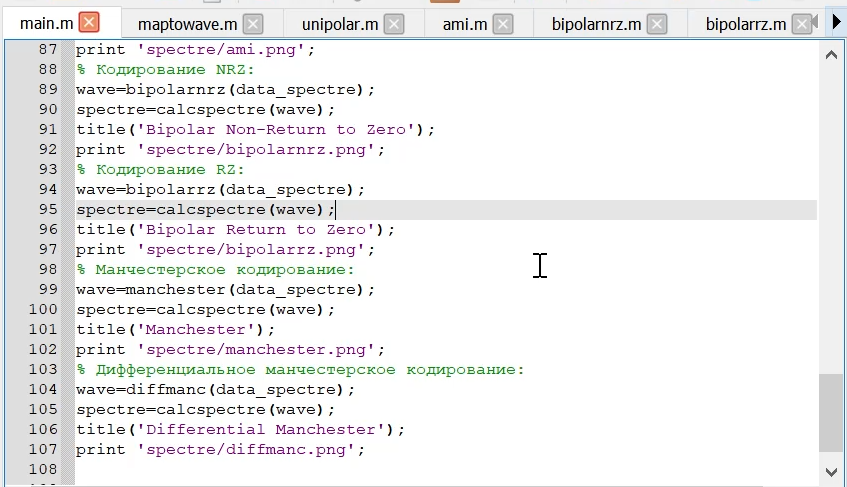 main.m maptowave.m unipolar.m ami.m bipolarnrz.m bipolarrz.m
87 print 'spectre/ami.png';
88 % Кодирование NRZ:
89 wave=bipolarnrz(data_spectre);
90 spectre=calcspectre(wave);
91 title('Bipolar Non-Return to Zero');
92 print 'spectre/bipolarnrz.png';
93 % Кодирование RZ:
94 wave=bipolarrz(data_spectre);
95 spectre=calcspectre(wave);
96 title('Bipolar Return to Zero');
97 print 'spectre/bipolarrz.png';
98 % Манчестерское кодирование:
99 wave=manchester(data_spectre);
100 spectre=calcspectre(wave);
101 title('Manchester');
102 print 'spectre/manchester.png';
103 % Дифференциальное манчестерское кодирование:
104 wave=diffmanc(data_spectre);
105 spectre=calcspectre(wave);
106 title('Differential Manchester');
107 print 'spectre/diffmanc.png';
108